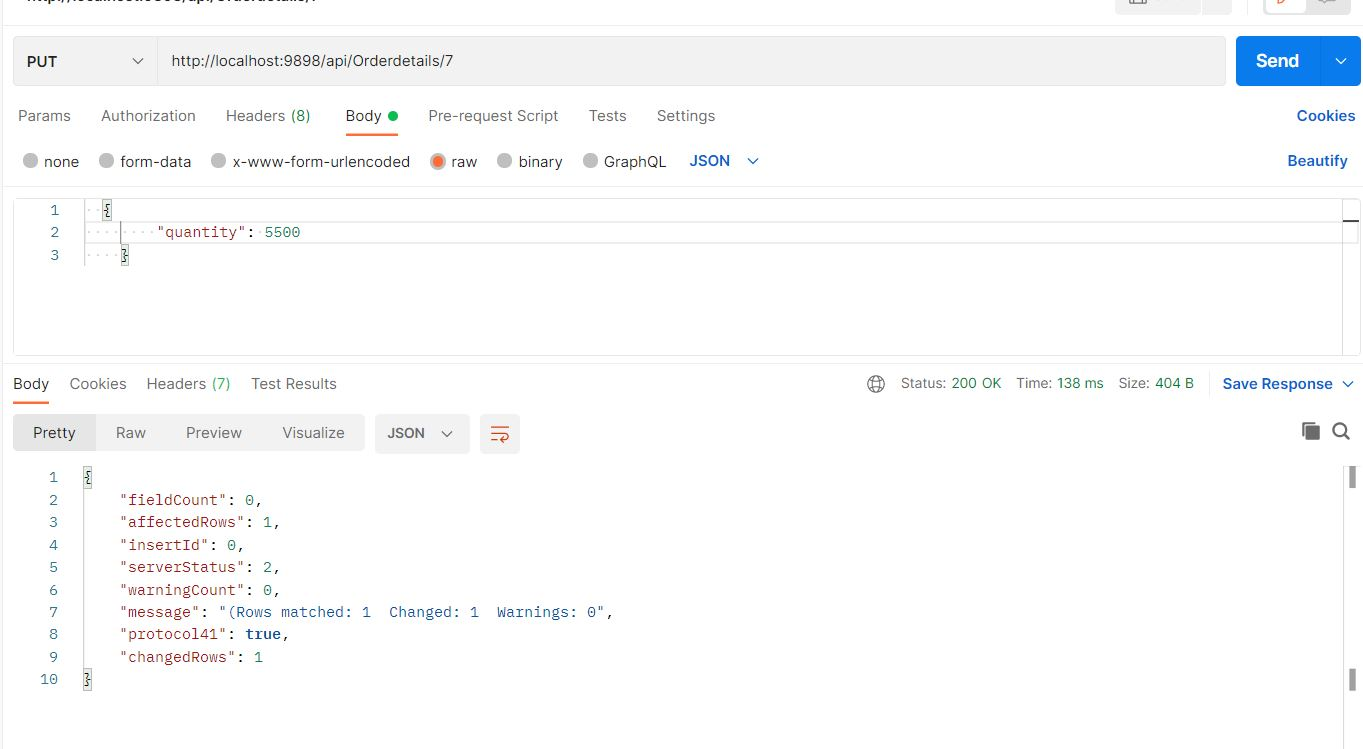 PUT http://localhost:9898/api/Orderdetails/7 Send
Params Authorization Headers (8) Body Pre-request Script Tests Settings Cookies
none form-data x-www-form-urlencoded raw binary GraphQL JSON Beautify
1 {
2 "quantity": 5500
3 }
Body Cookies Headers (7) Test Results Status: 200 OK Time: 138 ms Size: 404 B Save Response
Pretty Raw Preview Visualize JSON
1 {
2 "fieldCount": 0,
3 "affectedRows": 1,
4 "insertId": 0,
5 "serverStatus": 2,
6 "warningCount": 0,
7 "message": "(Rows matched: 1  Changed: 1  Warnings: 0",
8 "protocol41": true,
9 "changedRows": 1
10 }